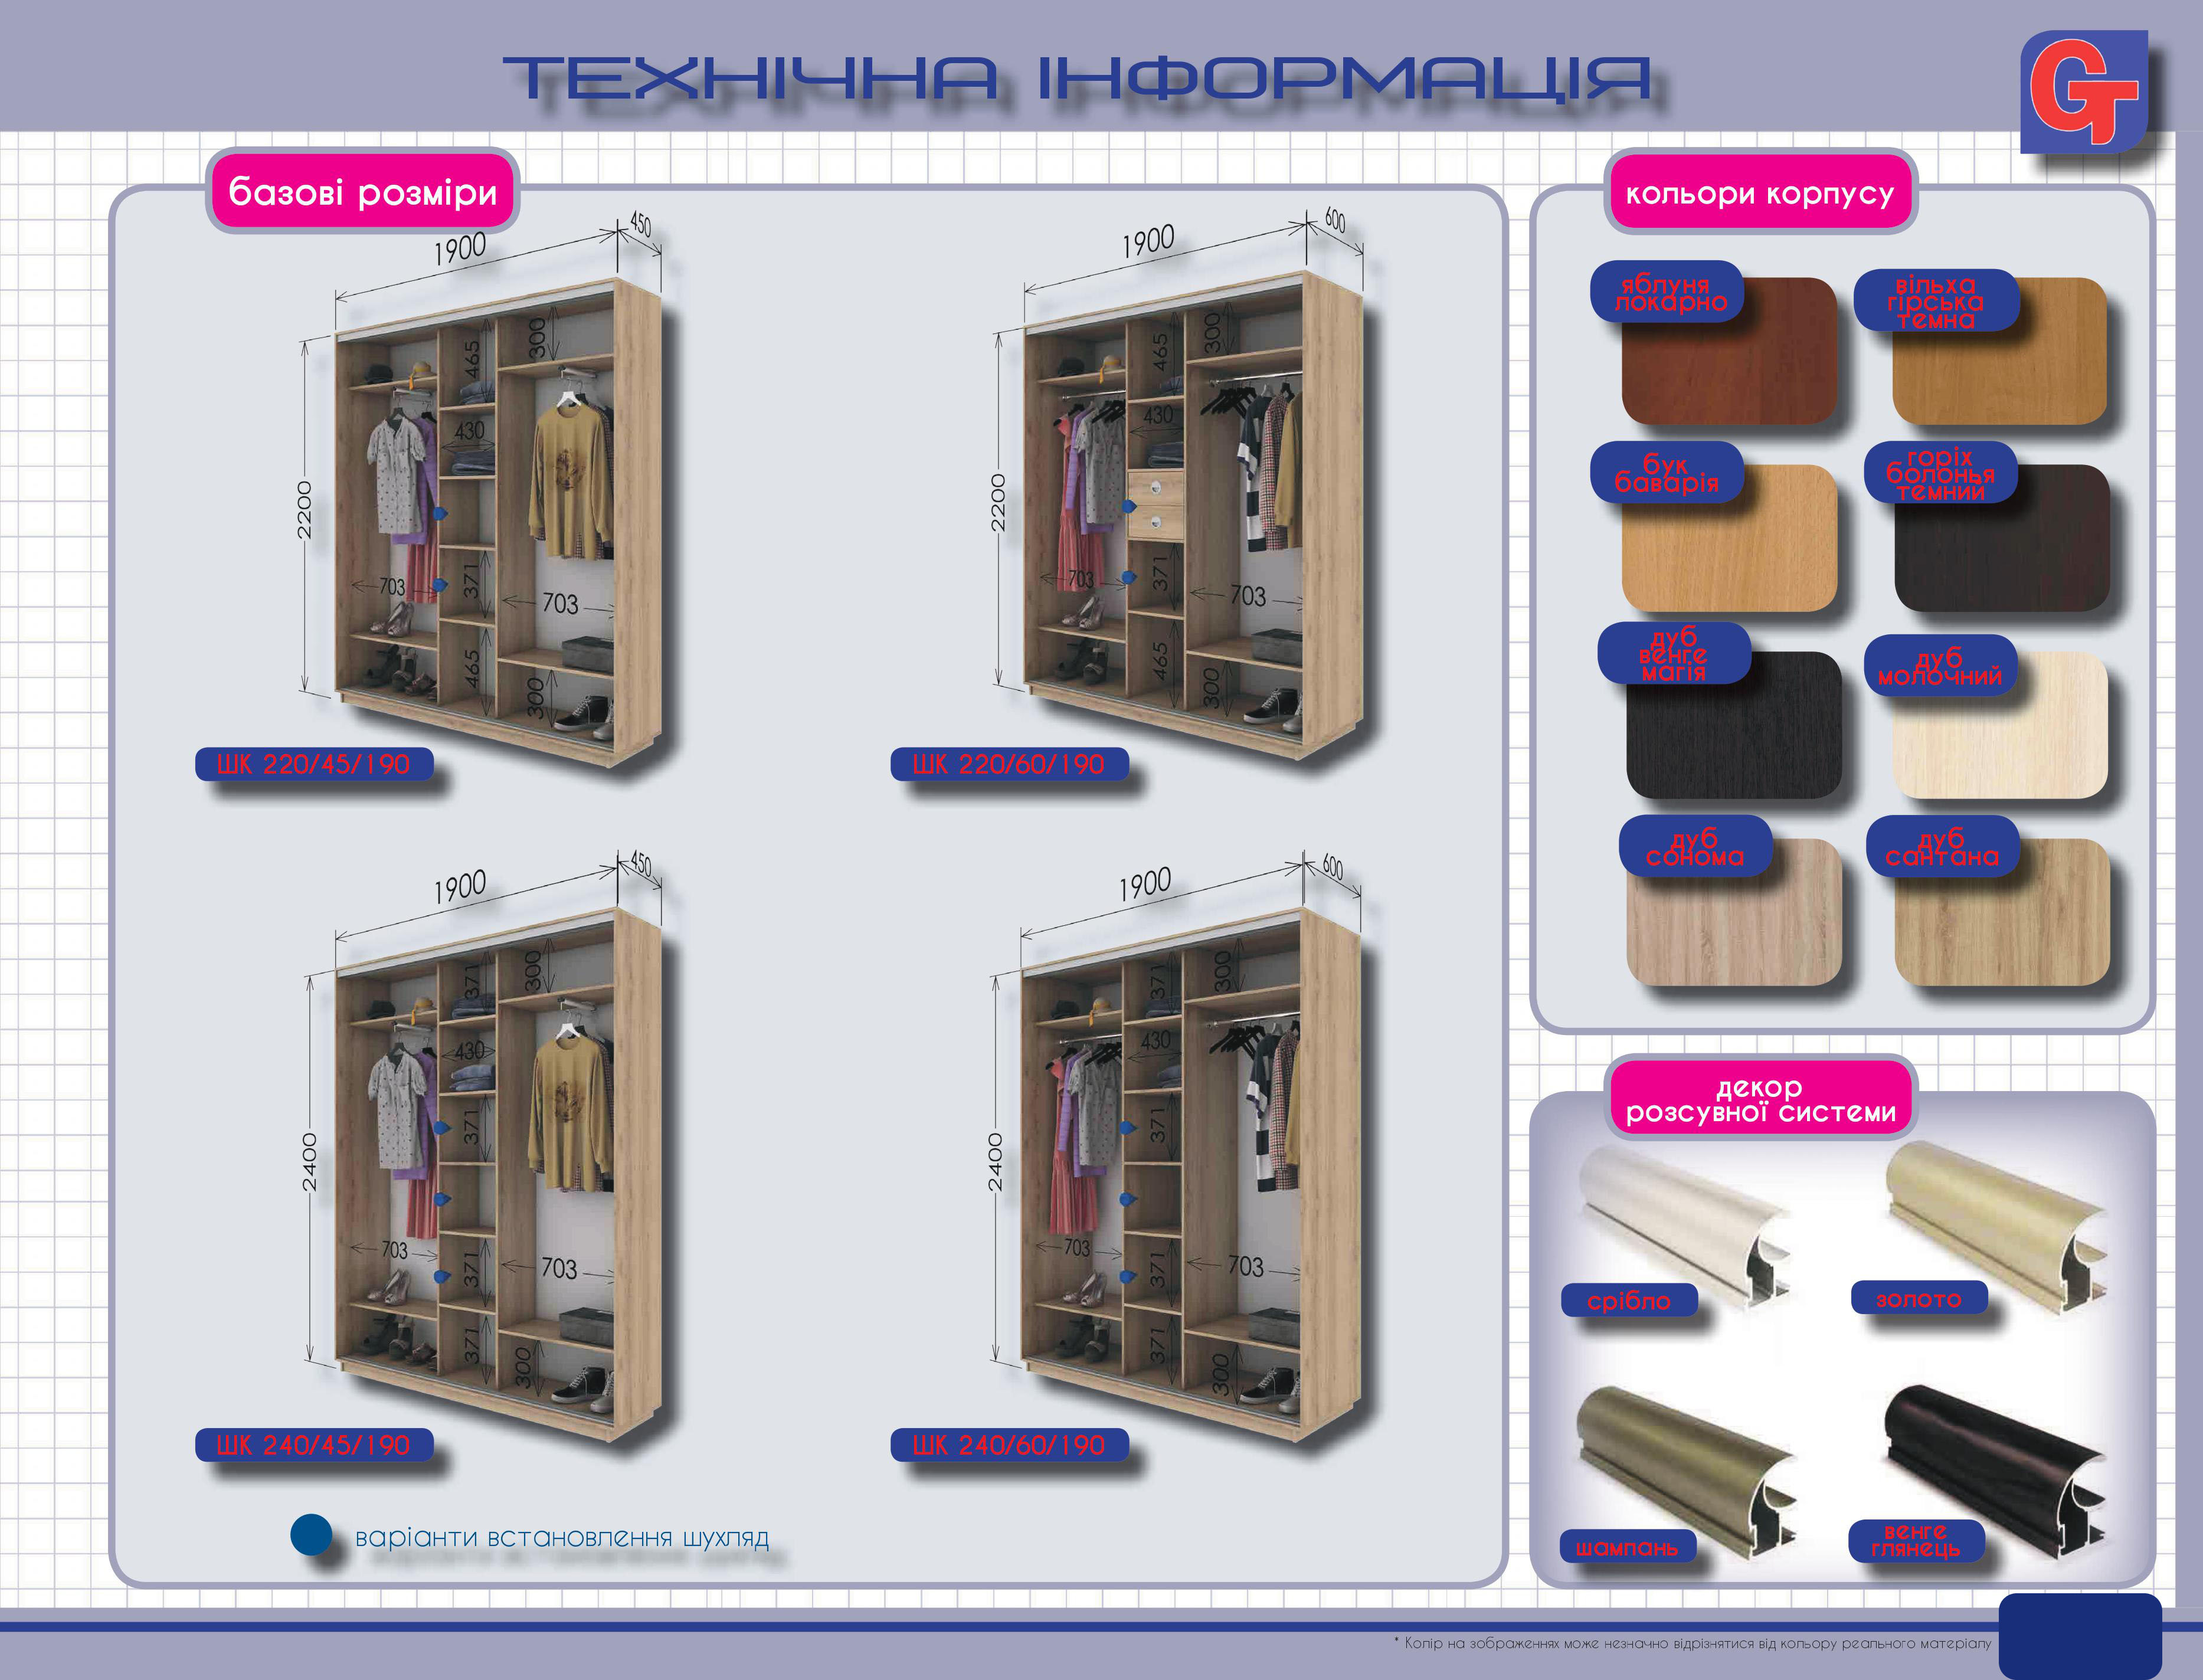 ТЕХНІЧНА ІНФОРМАЦІЯ
GT
базові розміри
1900
450
2200
465
300
430
703
371
703
465
300
ШК 220/45/190
1900
600
2200
465
300
430
703
371
703
465
300
ШК 220/60/190
1900
450
2400
371
300
430
371
703
371
703
371
300
ШК 240/45/190
1900
600
2400
371
300
430
371
703
371
703
371
300
ШК 240/60/190
варіанти встановлення шухляд
кольори корпусу
яблуня
локарно
вільха
гірська
темна
бук
баварія
горіх
болонья
темний
дуб
венге
магія
дуб
молочний
дуб
сонома
дуб
сантана
декор
розсувної системи
срібло
золото
шампань
венге
глянець
* Колір на зображеннях може незначно відрізнятися від кольору реального матеріалу